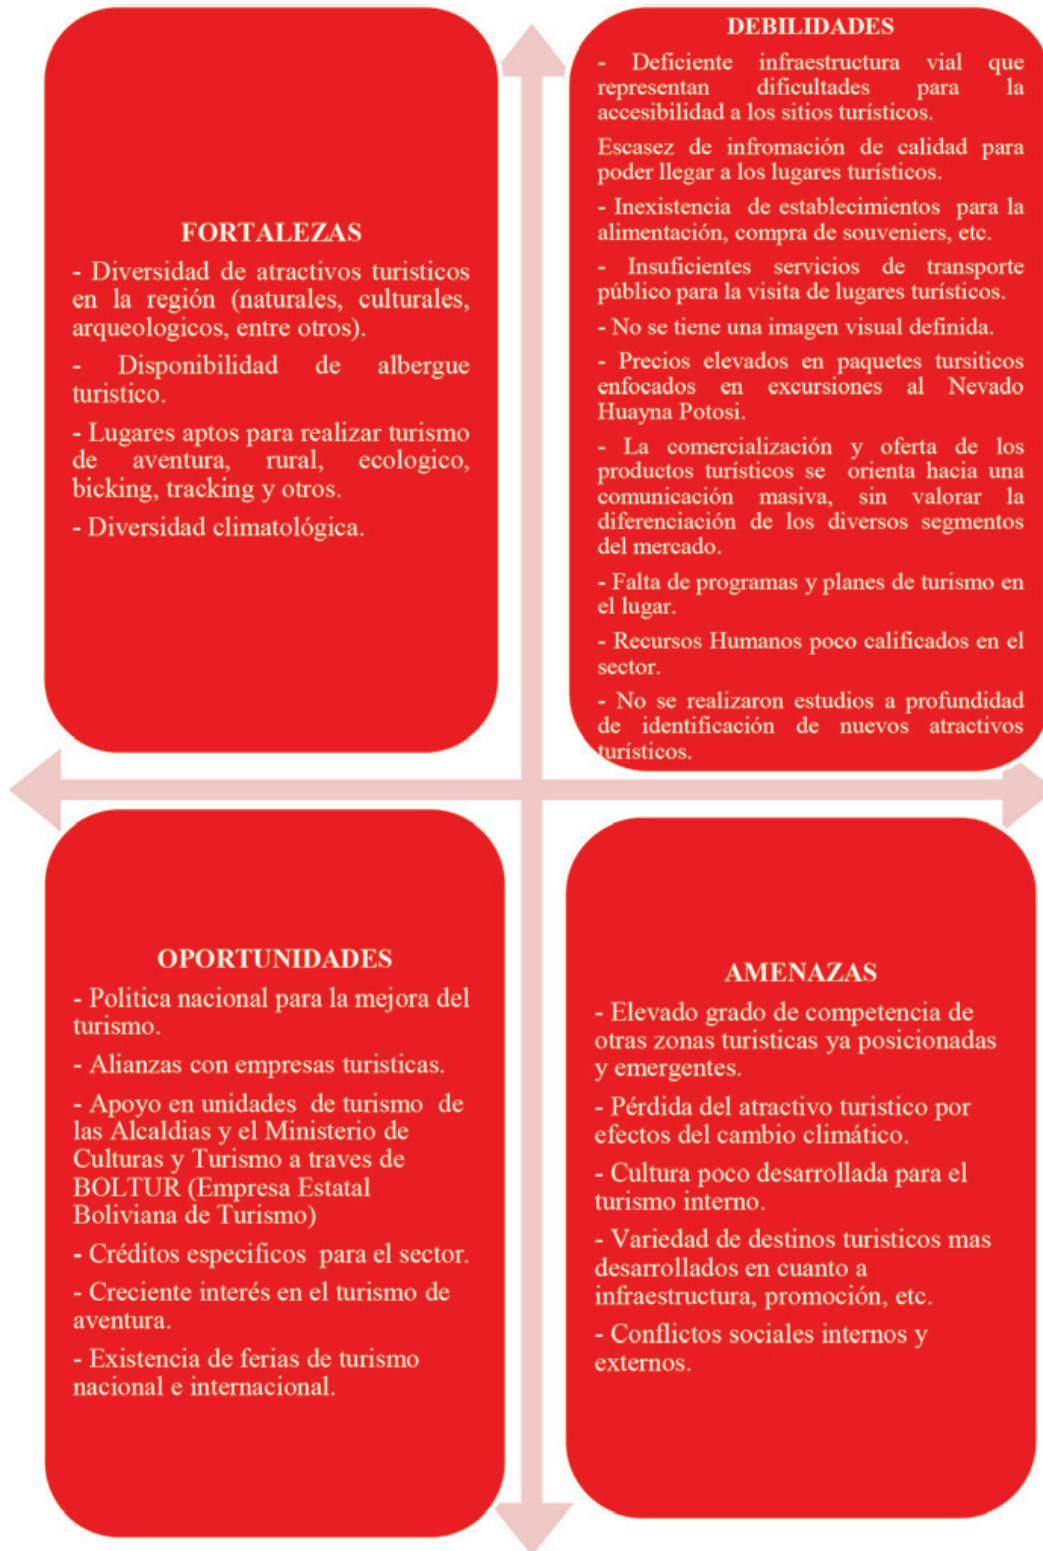 FORTALEZAS
- Diversidad de atractivos turisticos
en la región (naturales, culturales,
arqueologicos, entre otros).
- Disponibilidad de albergue
turistico.
- Lugares aptos para realizar turismo
de aventura, rural, ecologico,
bicking, tracking y otros.
- Diversidad climatológica.
DEBILIDADES
- Deficiente infraestructura vial que
representan dificultades para la
accesibilidad a los sitios turísticos.
Escasez de infromación de calidad para
poder llegar a los lugares turísticos.
- Inexistencia de establecimientos para la
alimentación, compra de souveniers, etc.
- Insuficientes servicios de transporte
público para la visita de lugares turísticos.
- No se tiene una imagen visual definida.
- Precios elevados en paquetes tursiticos
enfocados en excursiones al Nevado
Huayna Potosi.
- La comercialización y oferta de los
productos turísticos se orienta hacia una
comunicación masiva, sin valorar la
diferenciación de los diversos segmentos
del mercado.
- Falta de programas y planes de turismo en
el lugar.
- Recursos Humanos poco calificados en el
sector.
- No se realizaron estudios a profundidad
de identificación de nuevos atractivos
turísticos.
OPORTUNIDADES
- Politica nacional para la mejora del
turismo.
- Alianzas con empresas turisticas.
- Apoyo en unidades de turismo de
las Alcaldias y el Ministerio de
Culturas y Turismo a traves de
BOLTUR (Empresa Estatal
Boliviana de Turismo)
- Créditos especificos para el sector.
- Creciente interés en el turismo de
aventura.
- Existencia de ferias de turismo
nacional e internacional.
AMENAZAS
- Elevado grado de competencia de
otras zonas turisticas ya posicionadas
y emergentes.
- Pérdida del atractivo turistico por
efectos del cambio climático.
- Cultura poco desarrollada para el
turismo interno.
- Variedad de destinos turisticos mas
desarrollados en cuanto a
infraestructura, promoción, etc.
- Conflictos sociales internos y
externos.